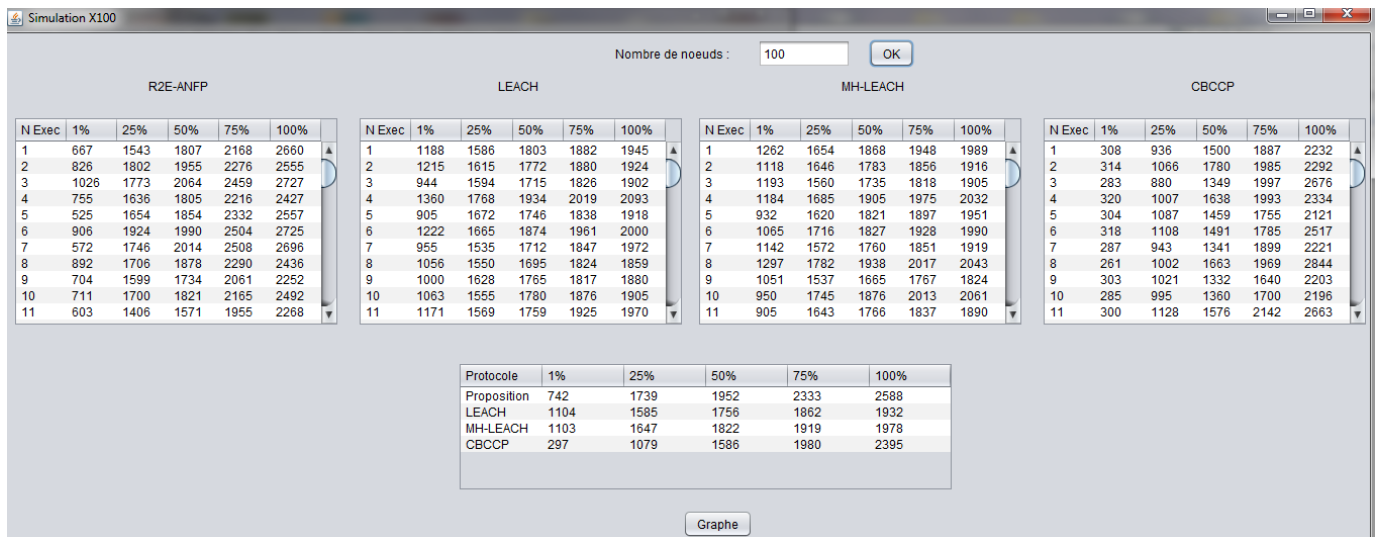 Simulation X100
Nombre de noeuds : 100 OK
R2E-ANFP LEACH MH-LEACH CBCCP
N Exec 1% 25% 50% 75% 100% N Exec 1% 25% 50% 75% 100% N Exec 1% 25% 50% 75% 100% N Exec 1% 25% 50% 75% 100%
1 667 1543 1807 2168 2660 1 1188 1586 1803 1882 1945 1 1262 1654 1868 1948 1989 1 308 936 1500 1887 2232
2 826 1802 1955 2276 2555 2 1215 1615 1772 1880 1924 2 1118 1646 1783 1856 1916 2 314 1066 1780 1985 2292
3 1026 1773 2064 2459 2727 3 944 1594 1715 1826 1902 3 1193 1560 1735 1818 1905 3 283 880 1349 1997 2676
4 755 1636 1805 2216 2427 4 1360 1768 1934 2019 2093 4 1184 1685 1905 1975 2032 4 320 1007 1638 1993 2334
5 525 1654 1854 2332 2557 5 905 1672 1746 1838 1918 5 932 1620 1821 1897 1951 5 304 1087 1459 1755 2121
6 906 1924 1990 2504 2725 6 1222 1665 1874 1961 2000 6 1065 1716 1827 1928 1990 6 318 1108 1491 1785 2517
7 572 1746 2014 2508 2696 7 955 1535 1712 1847 1972 7 1142 1572 1760 1851 1919 7 287 943 1341 1899 2221
8 892 1706 1878 2290 2436 8 1056 1550 1695 1824 1859 8 1297 1782 1938 2017 2043 8 261 1002 1663 1969 2844
9 704 1599 1734 2061 2252 9 1000 1628 1765 1817 1880 9 1051 1537 1665 1767 1824 9 303 1021 1332 1640 2203
10 711 1700 1821 2165 2492 10 1063 1555 1780 1876 1905 10 950 1745 1876 2013 2061 10 285 995 1360 1700 2196
11 603 1406 1571 1955 2268 11 1171 1569 1759 1925 1970 11 905 1643 1766 1837 1890 11 300 1128 1576 2142 2663
Protocole 1% 25% 50% 75% 100%
Proposition 742 1739 1952 2333 2588
LEACH 1104 1585 1756 1862 1932
MH-LEACH 1103 1647 1822 1919 1978
CBCCP 297 1079 1586 1980 2395
Graphe